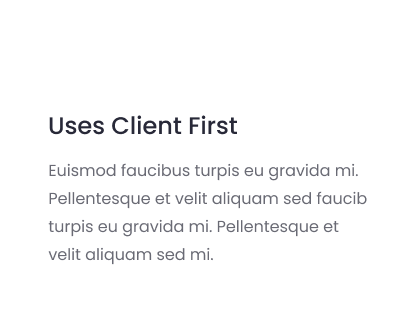 Uses Client First
Euismod faucibus turpis eu gravida mi.
Pellentesque et velit aliquam sed faucib
turpis eu gravida mi. Pellentesque et
velit aliquam sed mi.